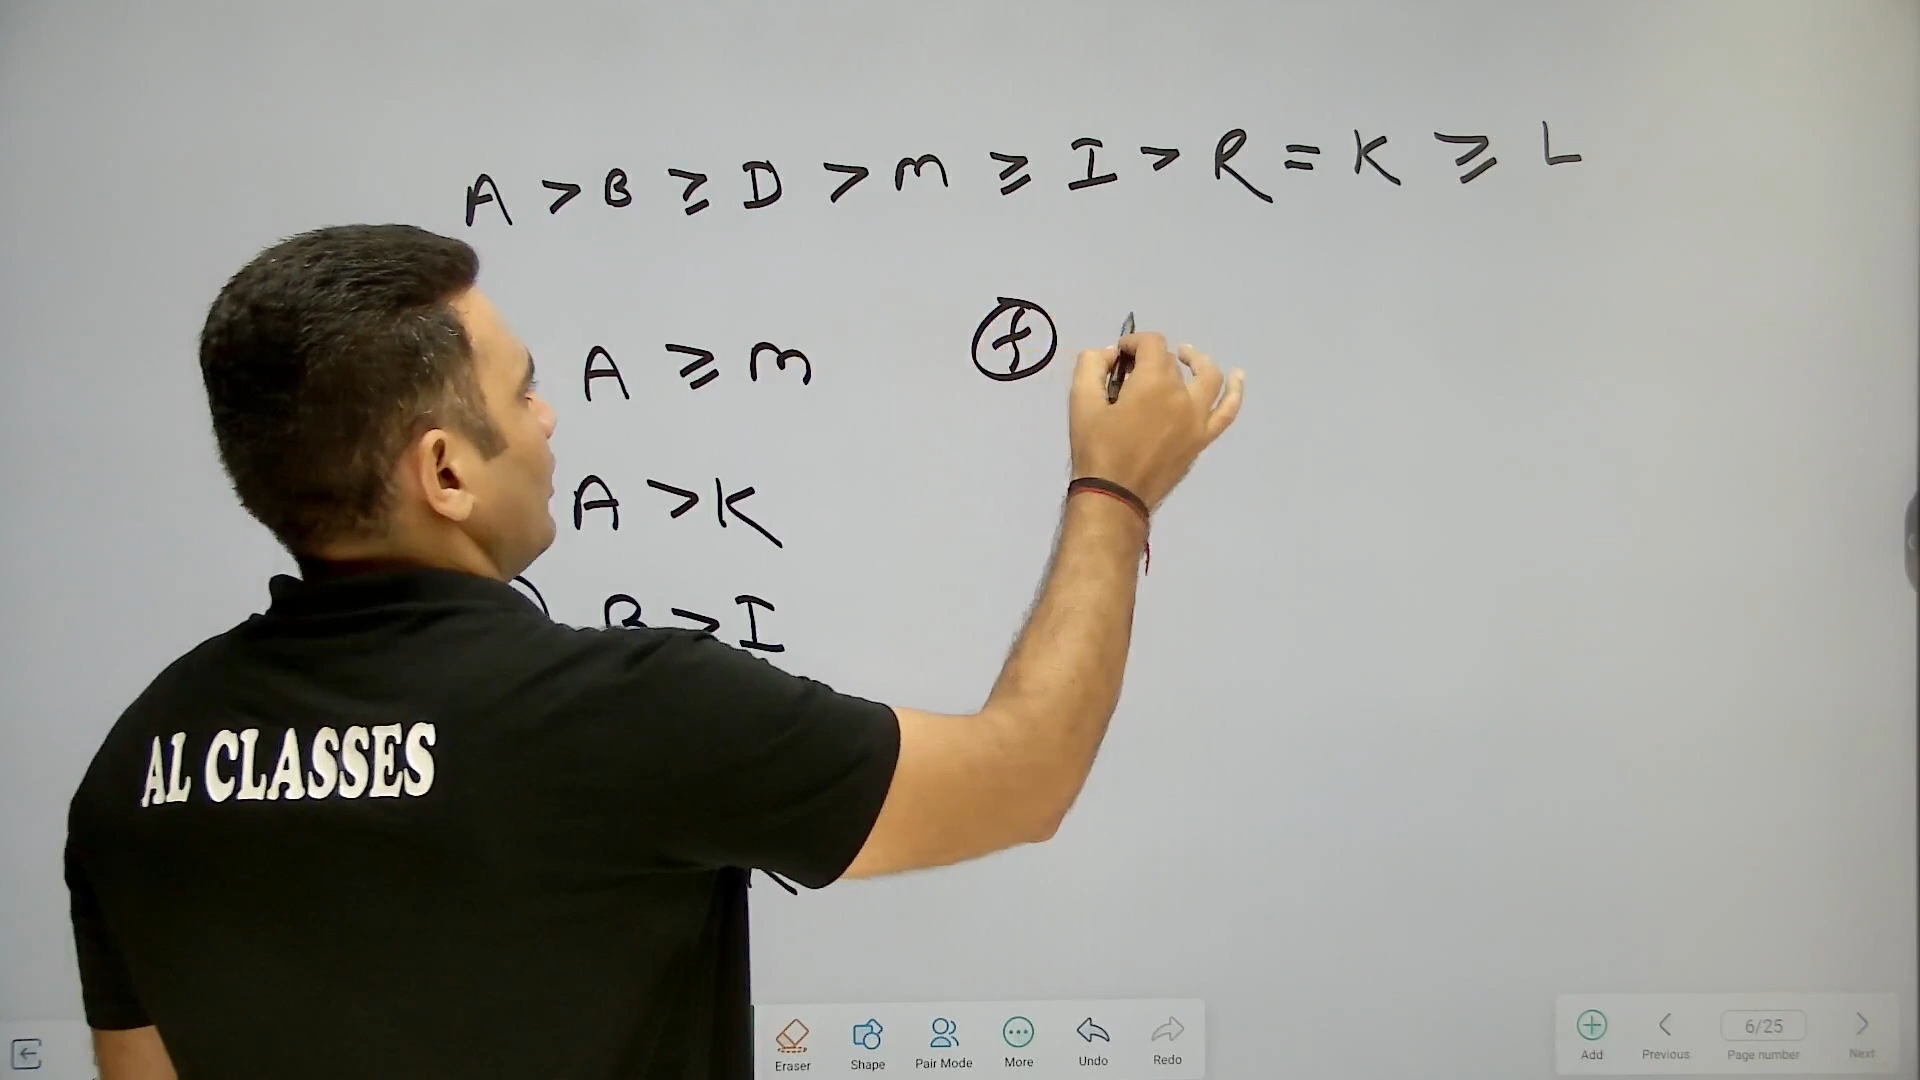 A > B ≥ D > M ≥ I > R = K ≥ L
A ≥ M
f
A > K
B > I
AL CLASSES
Eraser
Shape
Pair Mode
More
Undo
Redo
Add
Previous
6/25
Page number
Next